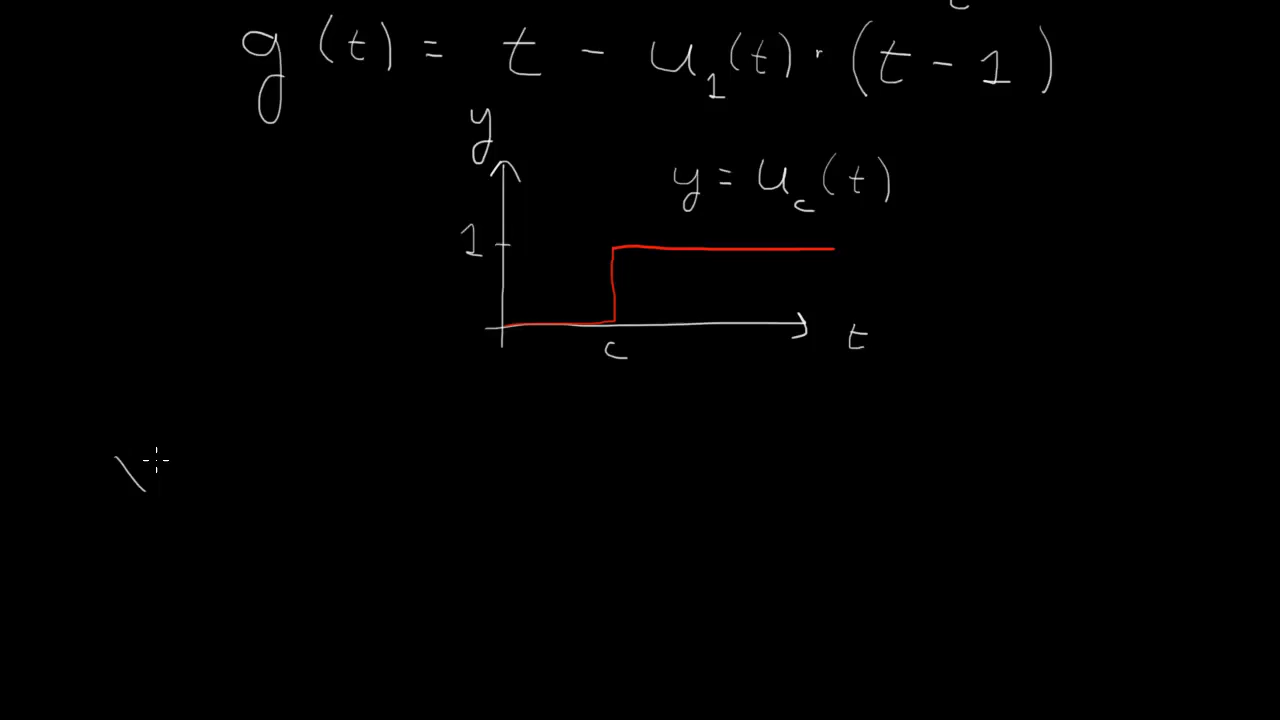 g(t) = t - u₁(t) · (t - 1)
y
y = u_c(t)
1
c
t